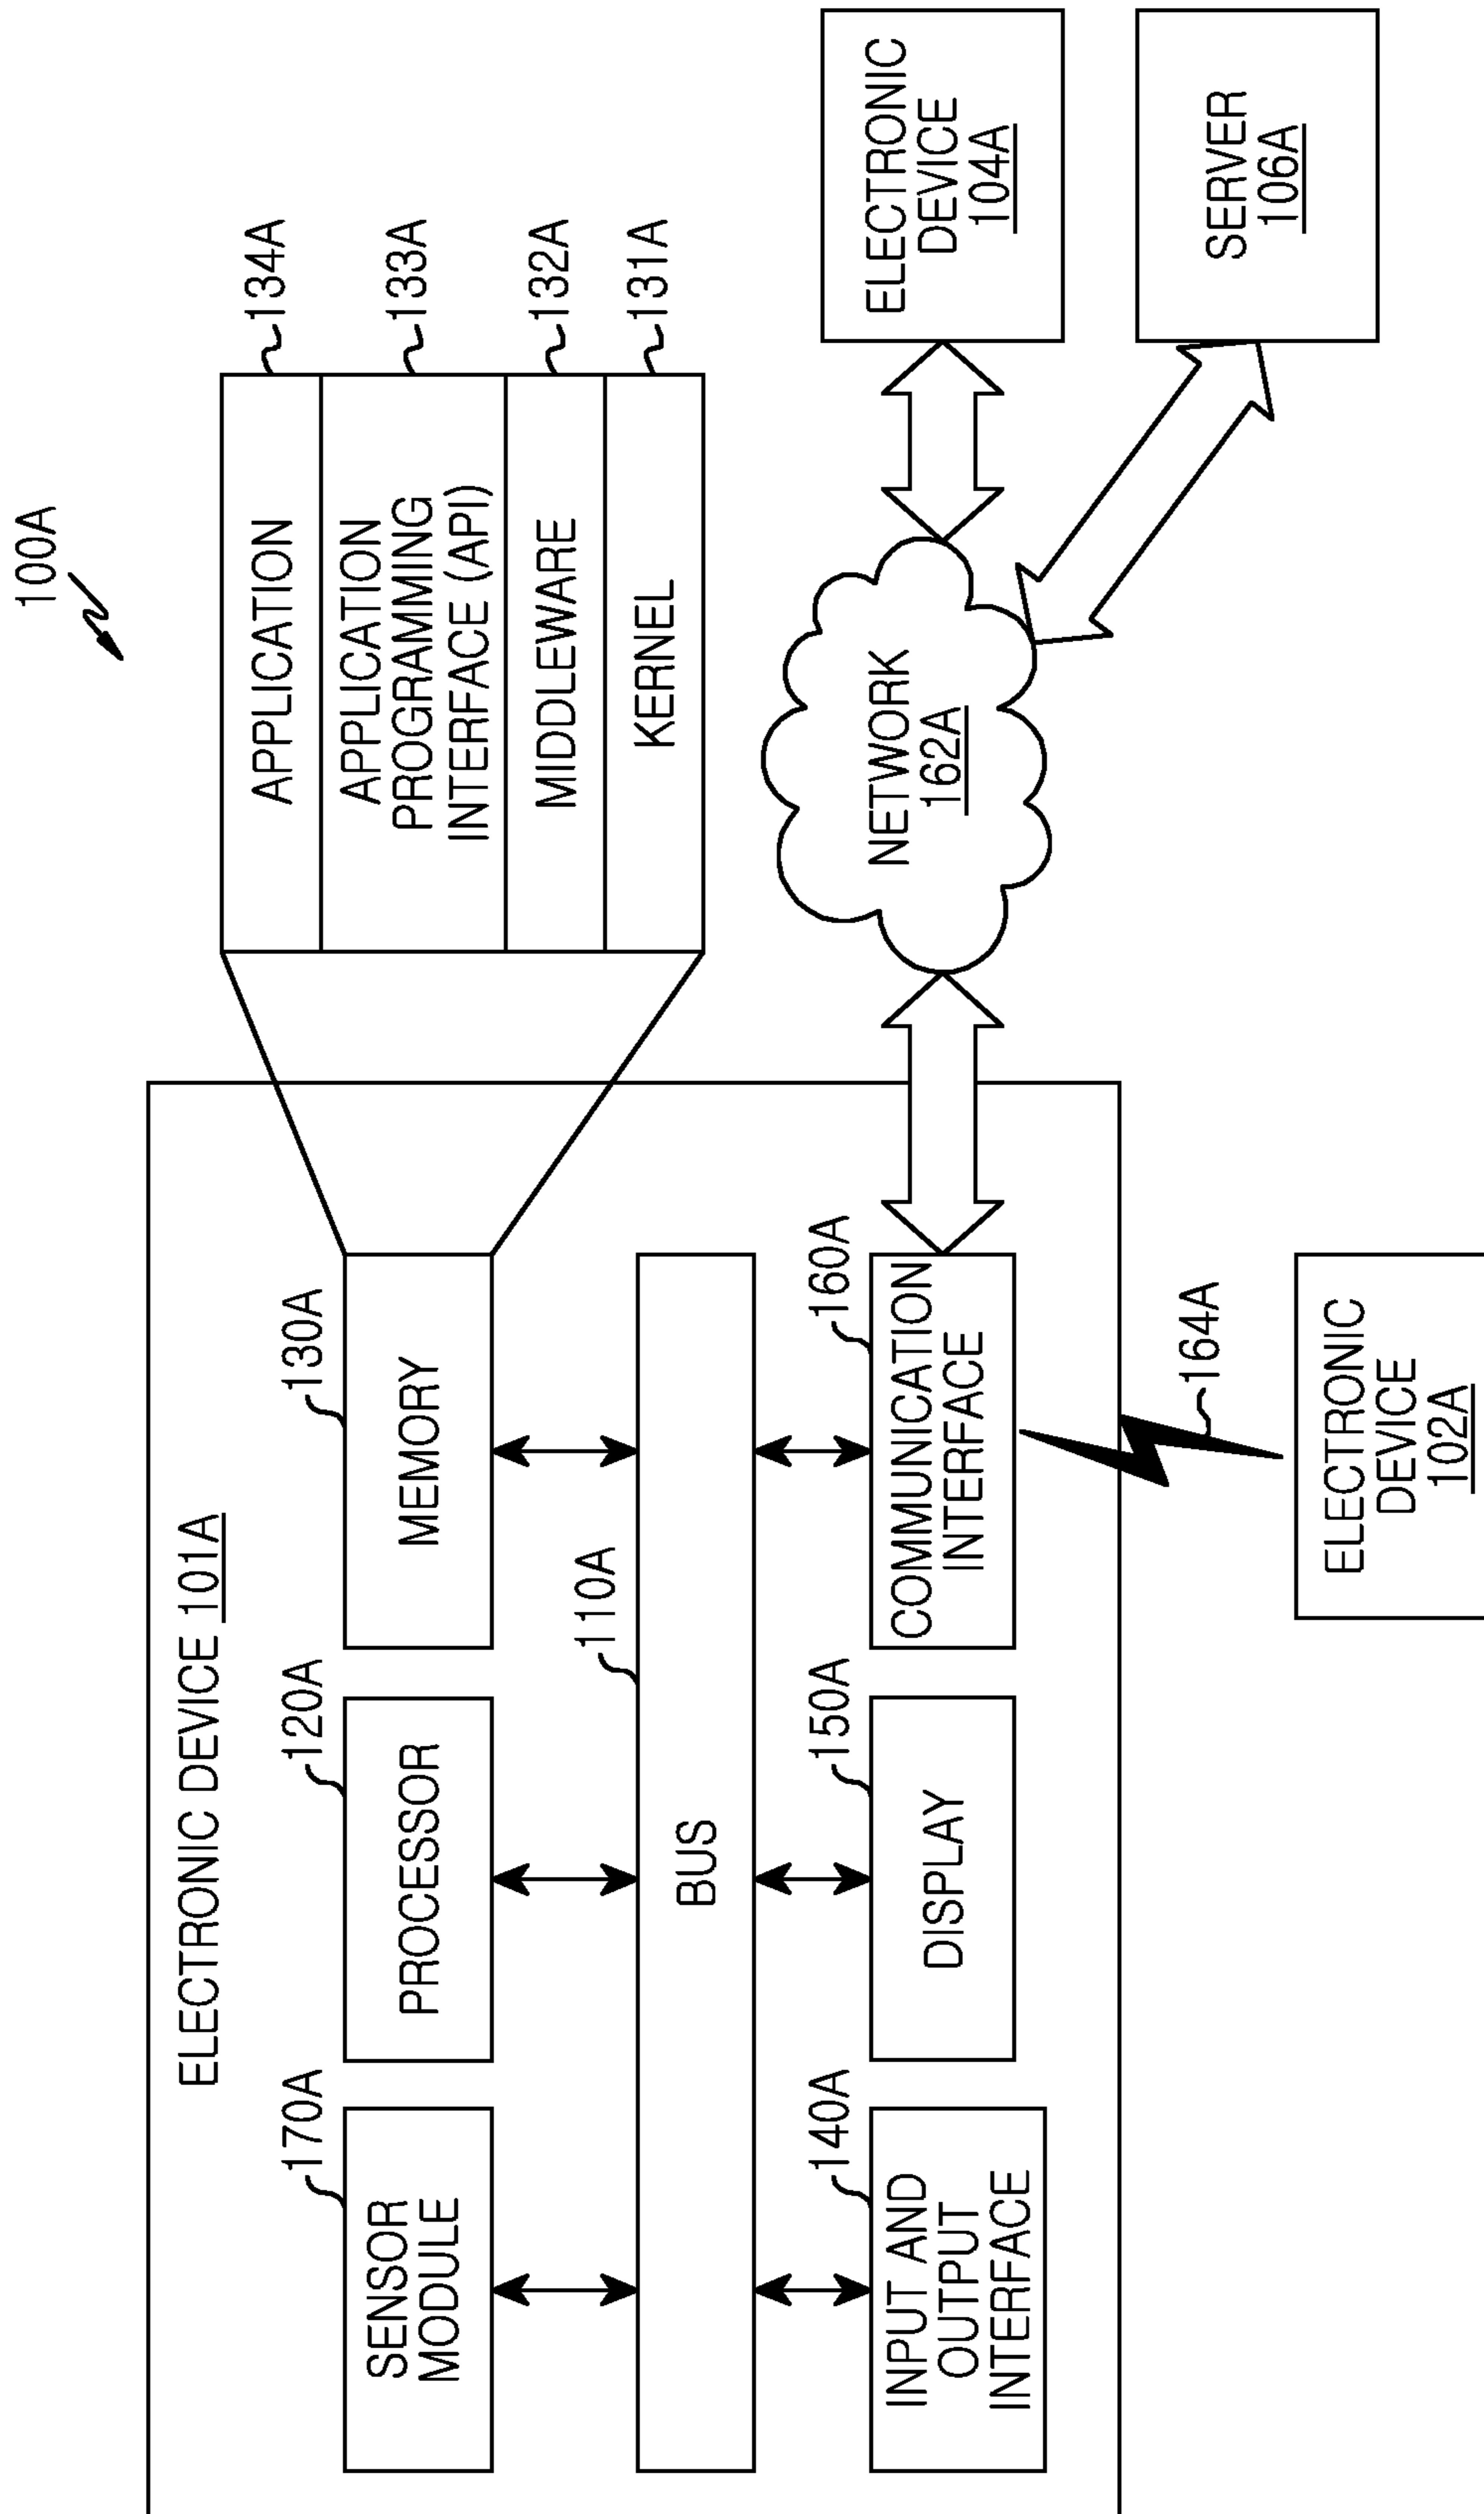 100A
ELECTRONIC DEVICE 101A
170A
120A
130A
SENSOR
MODULE
PROCESSOR
MEMORY
APPLICATION
134A
APPLICATION
PROGRAMMING
INTERFACE (API)
133A
MIDDLEWARE
132A
KERNEL
131A
110A
BUS
140A
150A
160A
INPUT AND
OUTPUT
INTERFACE
DISPLAY
COMMUNICATION
INTERFACE
NETWORK
162A
ELECTRONIC
DEVICE
104A
164A
SERVER
106A
ELECTRONIC
DEVICE
102A